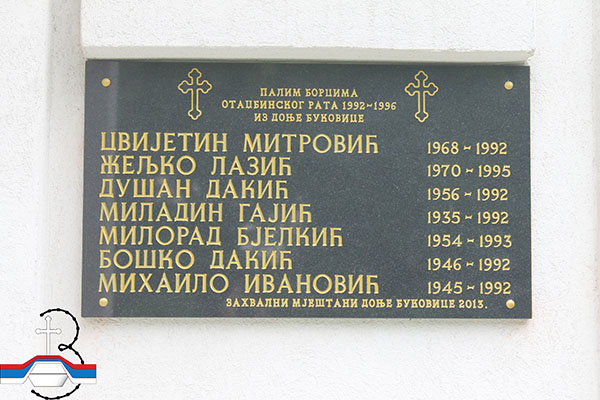 ПАЛИМ БОРЦИМА
ОТАЏБИНСКОГ РАТА 1992-1996
ИЗ ДОЊЕ БУКОВИЦЕ
ЦВИЈЕТИН МИТРОВИЋ 1968-1992
ЖЕЉКО ЛАЗИЋ 1970-1995
ДУШАН ДАКИЋ 1956-1992
МИЛАДИН ГАЈИЋ 1935-1992
МИЛОРАД БЈЕЛКИЋ 1954-1993
БОШКО ДАКИЋ 1946-1992
МИХАИЛО ИВАНОВИЋ 1945-1992
ЗАХВАЛНИ МЈЕШТАНИ ДОЊЕ БУКОВИЦЕ 2013.